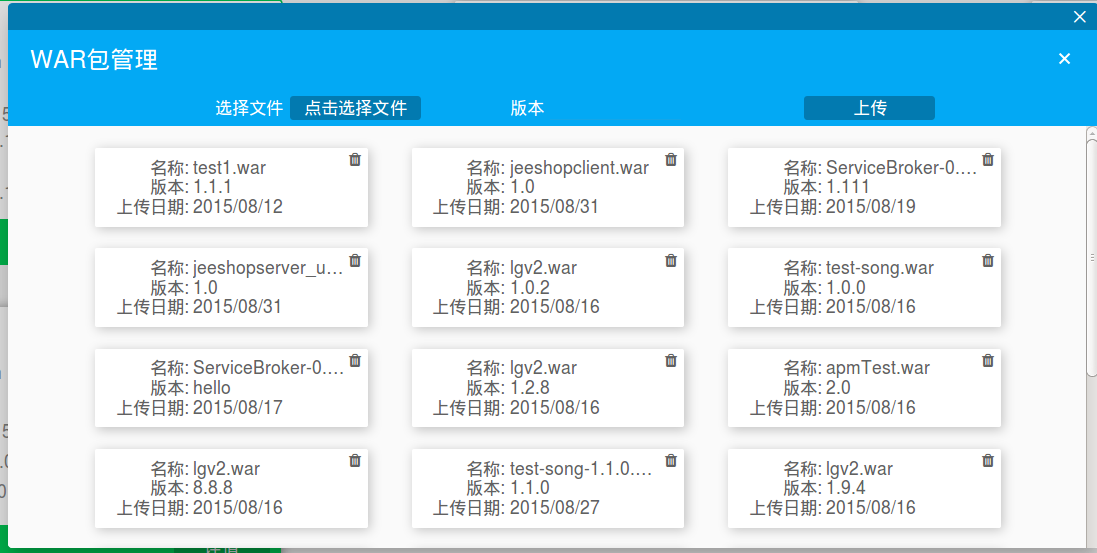 WAR包管理
选择文件 点击选择文件 版本 上传
名称: test1.war
版本: 1.1.1
上传日期: 2015/08/12
名称: jeeshopclient.war
版本: 1.0
上传日期: 2015/08/31
名称: ServiceBroker-0....
版本: 1.111
上传日期: 2015/08/19
名称: jeeshopserver_u...
版本: 1.0
上传日期: 2015/08/31
名称: lgv2.war
版本: 1.0.2
上传日期: 2015/08/16
名称: test-song.war
版本: 1.0.0
上传日期: 2015/08/16
名称: ServiceBroker-0....
版本: hello
上传日期: 2015/08/17
名称: lgv2.war
版本: 1.2.8
上传日期: 2015/08/16
名称: apmTest.war
版本: 2.0
上传日期: 2015/08/16
名称: lgv2.war
版本: 8.8.8
上传日期: 2015/08/16
名称: test-song-1.1.0....
版本: 1.1.0
上传日期: 2015/08/27
名称: lgv2.war
版本: 1.9.4
上传日期: 2015/08/16